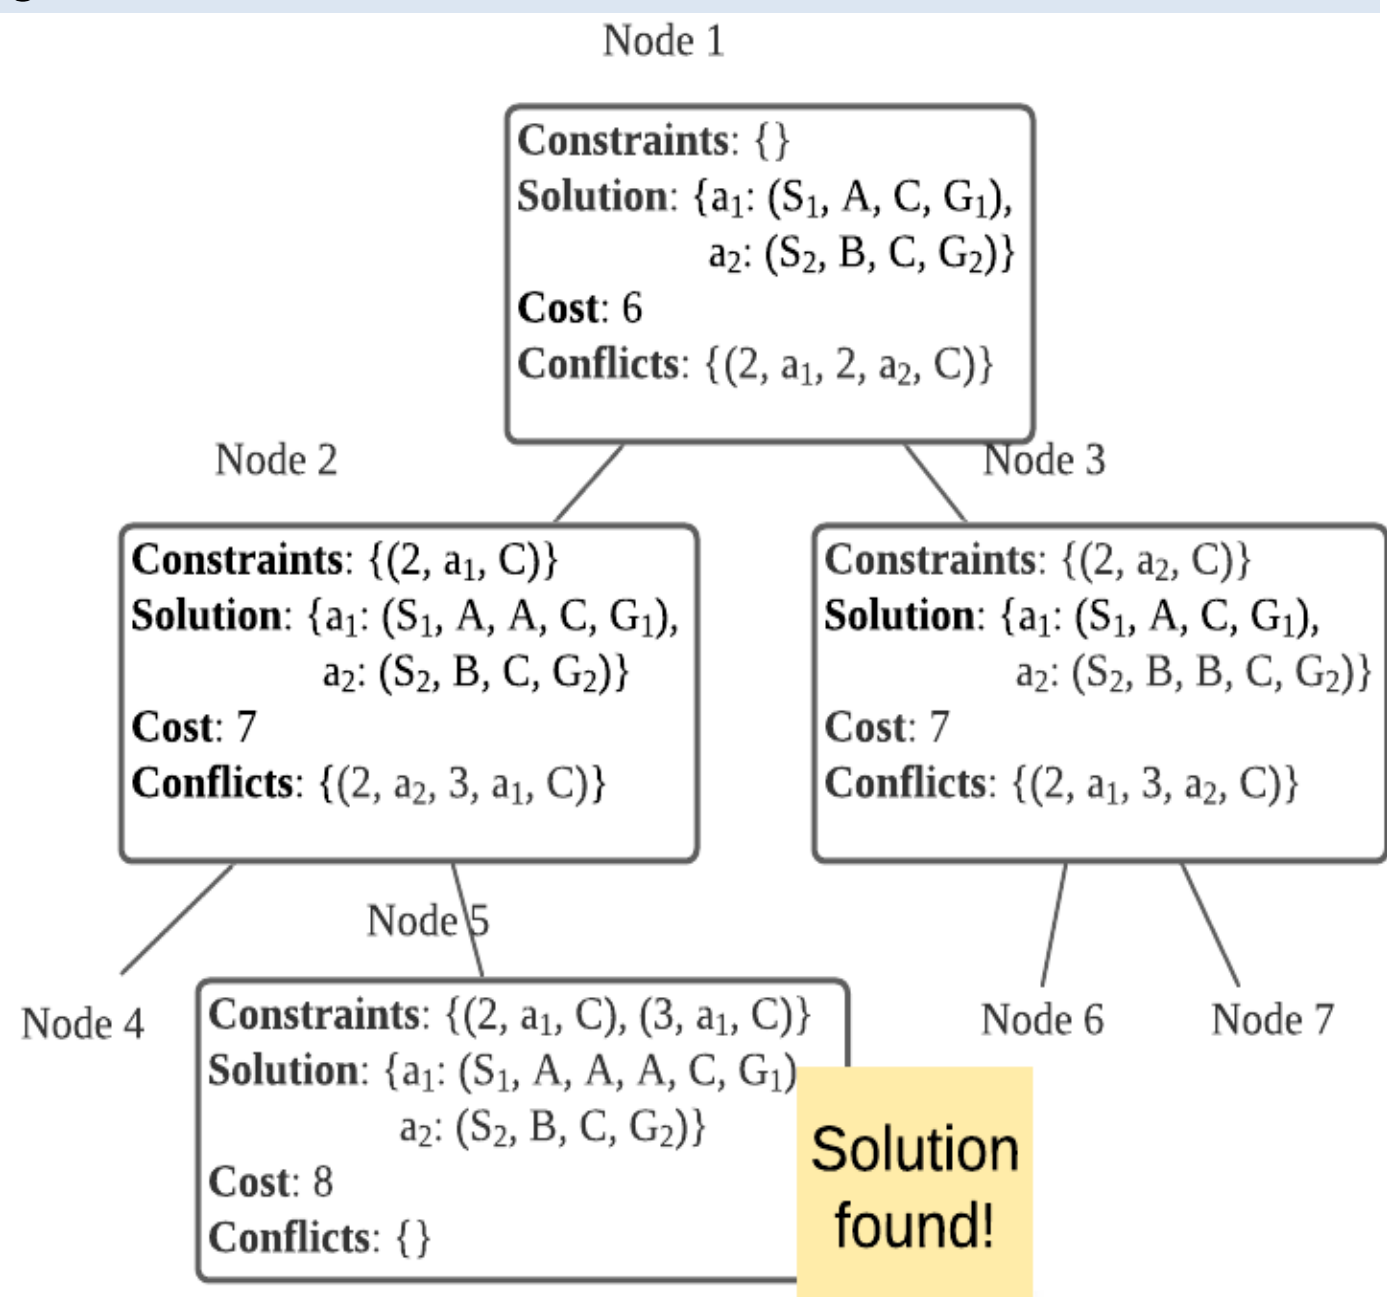 Node 1
Constraints: {}
Solution: {a₁: (S₁, A, C, G₁),
a₂: (S₂, B, C, G₂)}
Cost: 6
Conflicts: {(2, a₁, 2, a₂, C)}
Node 2
Constraints: {(2, a₁, C)}
Solution: {a₁: (S₁, A, A, C, G₁),
a₂: (S₂, B, C, G₂)}
Cost: 7
Conflicts: {(2, a₂, 3, a₁, C)}
Node 3
Constraints: {(2, a₂, C)}
Solution: {a₁: (S₁, A, C, G₁),
a₂: (S₂, B, B, C, G₂)}
Cost: 7
Conflicts: {(2, a₁, 3, a₂, C)}
Node 4
Node 5
Constraints: {(2, a₁, C), (3, a₁, C)}
Solution: {a₁: (S₁, A, A, A, C, G₁)
a₂: (S₂, B, C, G₂)}
Cost: 8
Conflicts: {}
Solution
found!
Node 6
Node 7